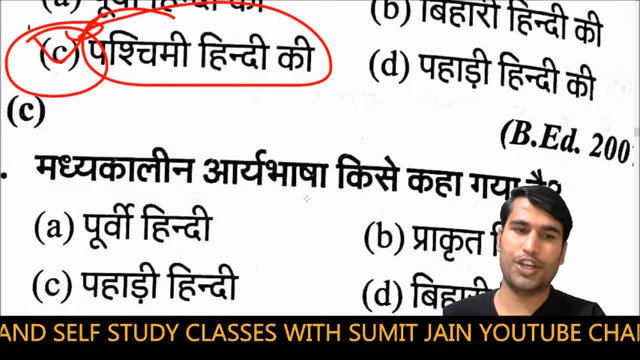 (a) पूर्वी हिन्दी की
(b) बिहारी हिन्दी की
(c) पश्चिमी हिन्दी की
(d) पहाड़ी हिन्दी की
(c)
(B.Ed. 200
मध्यकालीन आर्यभाषा किसे कहा गया है?
(a) पूर्वी हिन्दी
(b) प्राकृत
(c) पहाड़ी हिन्दी
(d) बिहारी
AND SELF STUDY CLASSES WITH SUMIT JAIN YOUTUBE CHA